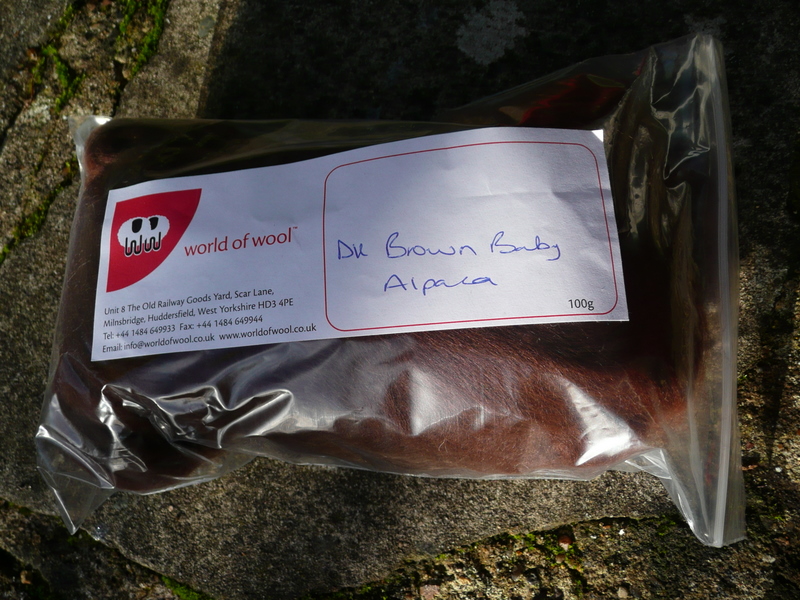 world of wool™
Unit 8 The Old Railway Goods Yard, Scar Lane,
Milnsbridge, Huddersfield, West Yorkshire HD3 4PE
Tel: +44 1484 649933 Fax: +44 1484 649944
Email: info@worldofwool.co.uk www.worldofwool.co.uk
Dk Brown Baby
Alpaca
100g